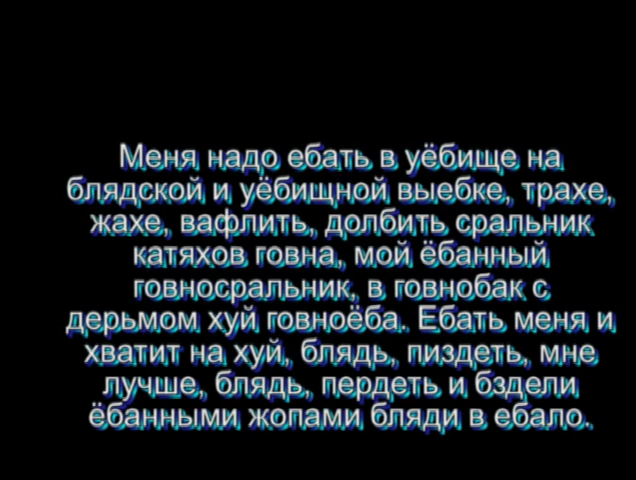 Меня надо ебать в уёбище на
блядской и уёбищной выебке, трахе,
жахе, вафлить, долбить сральник
катяхов говна, мой ёбанный
говносральник, в говнобак с
дерьмом хуй говноёба. Ебать меня и
хватит на хуй, блядь, пиздеть, мне
лучше, блядь, пердеть и бздели
ёбанными жопами бляди в ебало.